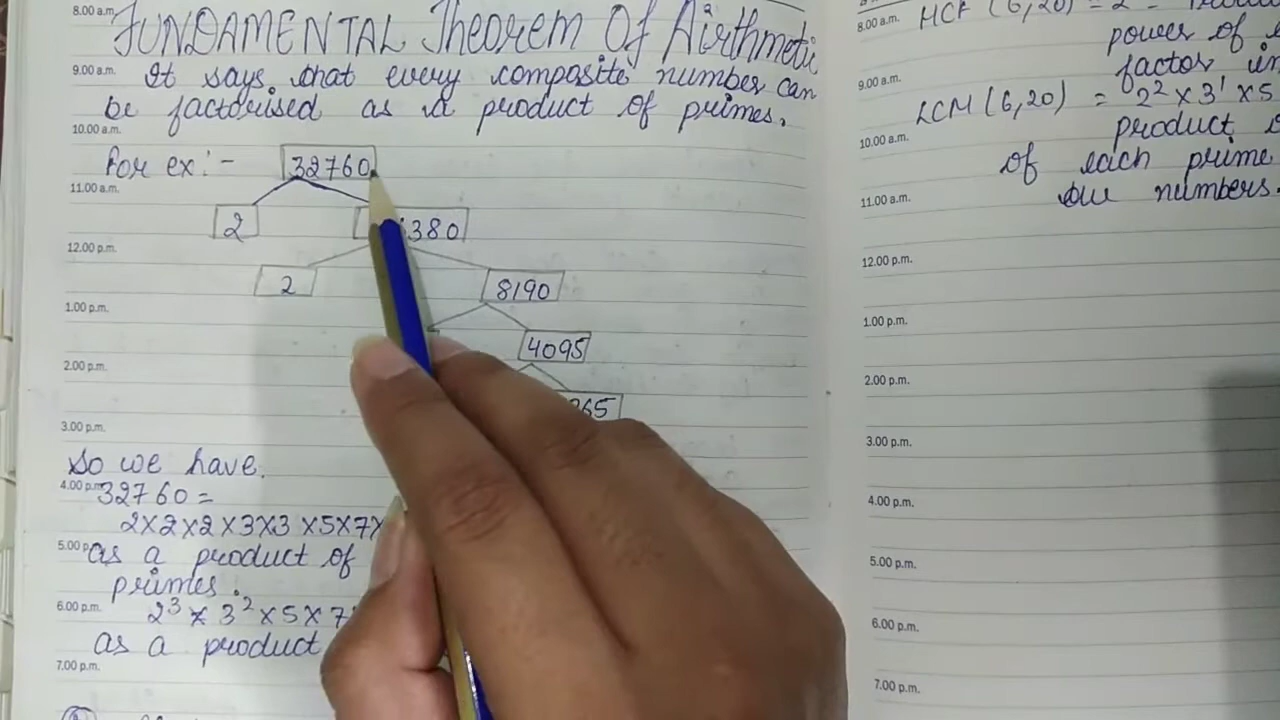 8.00 a.m.
FUNDAMENTAL Theorem Of Airthmetic
9.00 a.m.
It says that every composite number can
be factorised as a product of primes.
10.00 a.m.
For ex:-
32760
11.00 a.m.
2
380
12.00 p.m.
2
8190
1.00 p.m.
4095
2.00 p.m.
365
3.00 p.m.
So we have.
4.00 p.m.
32760 =
2×2×2×3×3×5×7×
5.00 p.
as a product of
primes.
6.00 p.m.
2³ × 3² × 5 × 7
as a product
7.00 p.m.
8.00 a.m.
HCF (6,20) = 2 =
power of
factor in
9.00 a.m.
LCM (6,20) = 2² × 3¹ × 5
10.00 a.m.
product
of each prime
11.00 a.m.
our numbers.
12.00 p.m.
1.00 p.m.
2.00 p.m.
3.00 p.m.
4.00 p.m.
5.00 p.m.
6.00 p.m.
7.00 p.m.